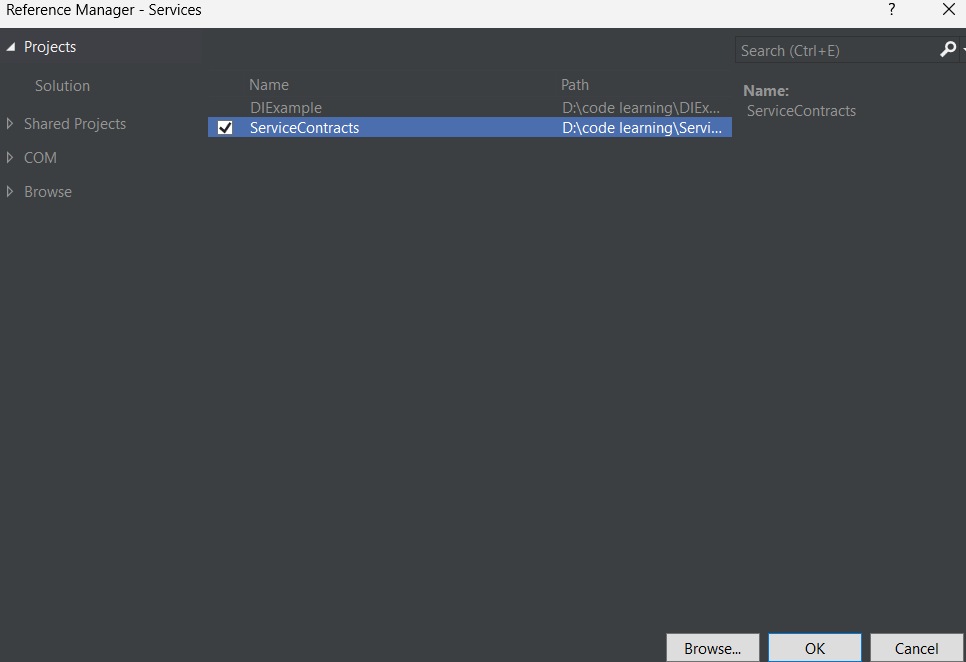 Reference Manager - Services ? ×
Projects
Search (Ctrl+E)
Solution
Name Path
Name:
DIExample D:\code learning\DIEx...
ServiceContracts
Shared Projects
ServiceContracts D:\code learning\Servi...
COM
Browse
Browse... OK Cancel